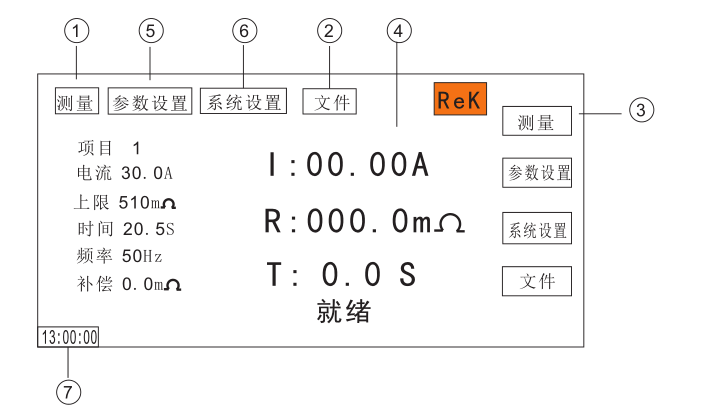 ① ⑤ ⑥ ② ④
测量 参数设置 系统设置 文件 ReK
测量 ③
项目 1
电流 30.0A
上限 510mΩ
时间 20.5S
频率 50Hz
补偿 0.0mΩ
I:00.00A
R:000.0mΩ
T: 0.0 S
就绪
参数设置
系统设置
文件
13:00:00
⑦